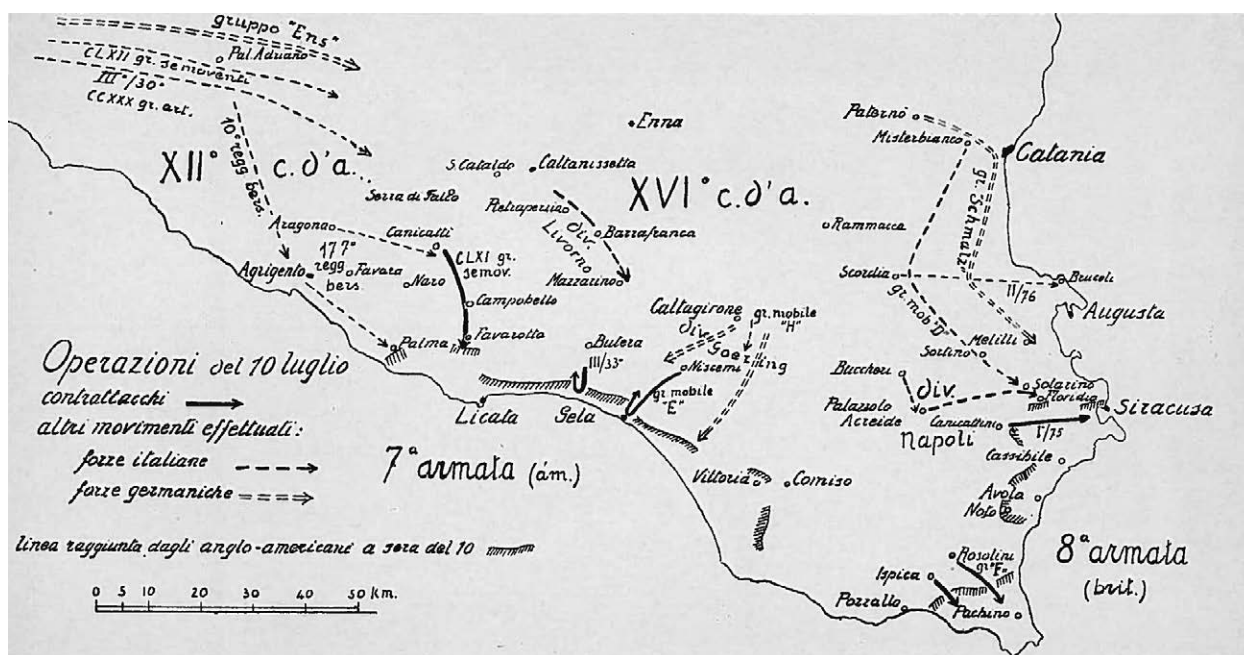 gruppo "Ens"
Pal. Adriano
CLXII gr. semoventi
III°/30°
CCXXX gr. art.
10° regg bers.
XII° c. d'a.
Enna
S. Cataldo
Caltanissetta
Serra di Falco
Pietraperzia
XVI° c. d'a.
div. Livorno
Barrafranca
Mazzarino
Aragona
Canicatti
177° regg bers.
Agrigento
Favara
Naro
CLXI gr. semov.
Campobello
Favarotta
Palma
Licata
Butera
III/33°
Gela
Caltagirone
gr. mobile "H"
div. Goering
Niscemi
gr. mobile "E"
Vittoria
Comiso
Paternò
Misterbianco
Catania
gr. "Schmalz"
Rammacca
Scordia
II/76
Brucoli
Augusta
gr. mob "D"
Melilli
Sortino
Buccheri
div.
Napoli
Solarino
Floridia
Siracusa
Palazzolo
Acreide
Canicattino
I/75
Cassibile
Avola
Noto
Rosolini
gr "F"
Ispica
Pozzallo
Pachino
8ª armata
(brit.)
7ª armata (am.)
Operazioni del 10 luglio
contrattacchi
altri movimenti effettuati:
forze italiane
forze germaniche
linea raggiunta dagli anglo-americani a sera del 10
0 5 10 20 30 40 50 km.